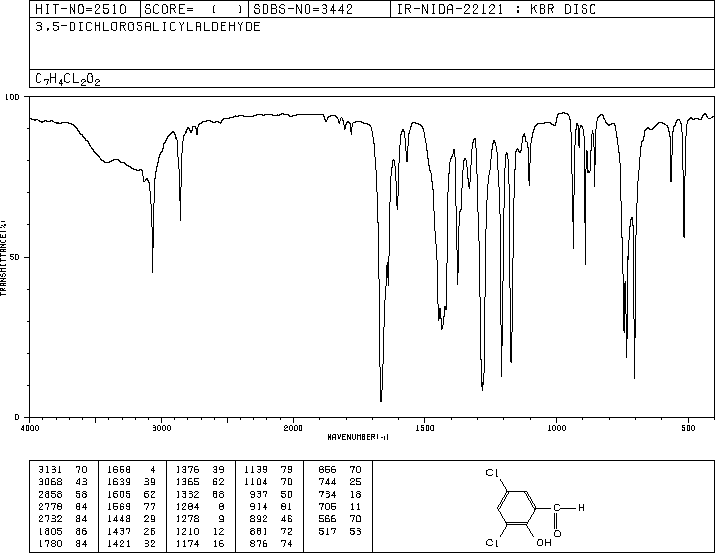 HIT-NO=2510 SCORE= ( ) SDBS-NO=3442 IR-NIDA-22121 : KBR DISC
3,5-DICHLOROSALICYLALDEHYDE
C7H4CL2O2
100
50
0
TRANSMITTANCE(%)
4000 3000 2000 1500 1000 500
WAVENUMBER(-1)
3131 70 1668 4 1376 39 1139 79 866 70
3068 43 1639 39 1365 62 1104 70 744 25
2858 58 1605 62 1332 68 937 50 734 18
2778 84 1569 77 1284 8 914 81 705 11
2732 84 1448 29 1278 9 892 46 566 70
1805 86 1437 26 1210 12 881 72 517 53
1780 84 1421 32 1174 16 876 74
Cl
C H
O
Cl OH